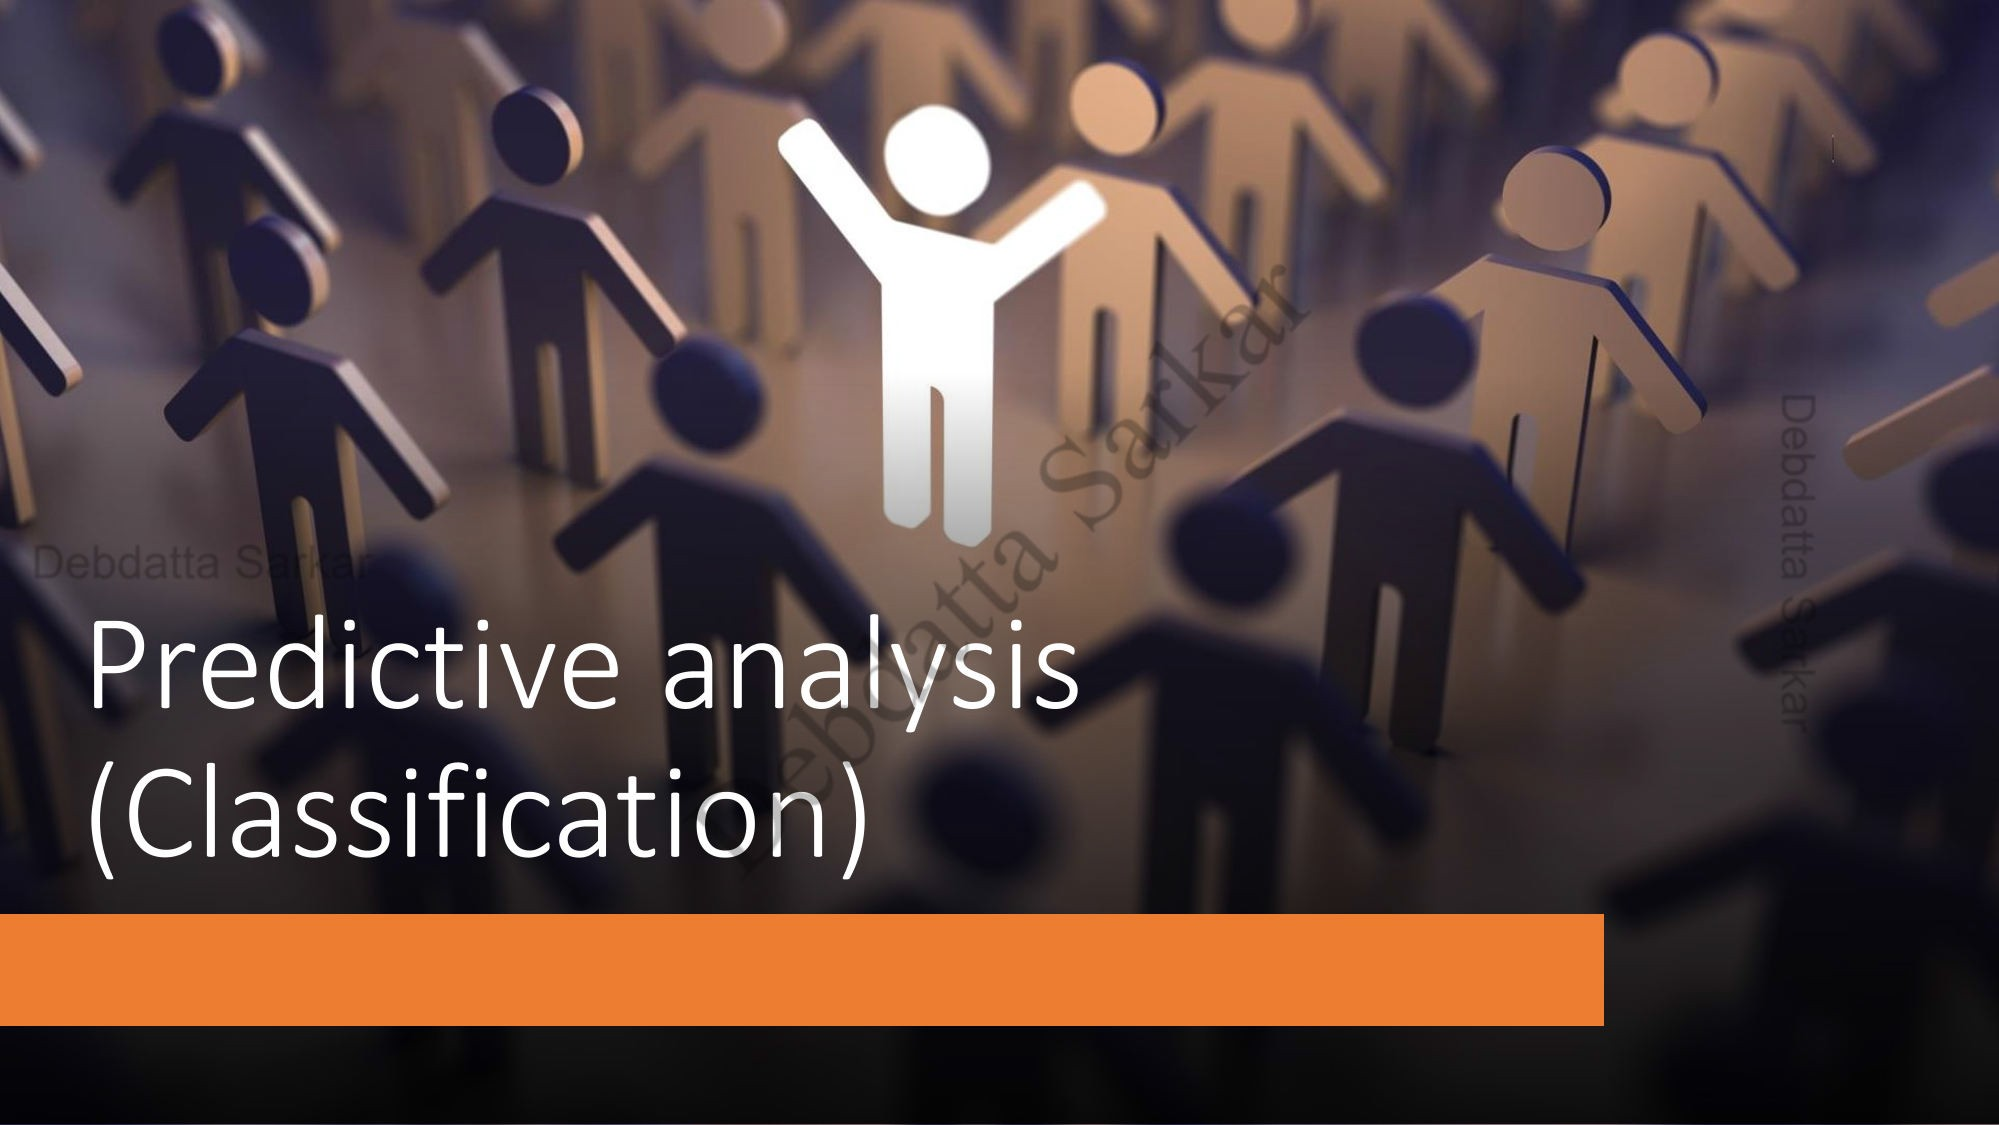 Debdatta Sarkar
Debdatta Sarkar
Debdatta Sarkar
Predictive analysis
(Classification)